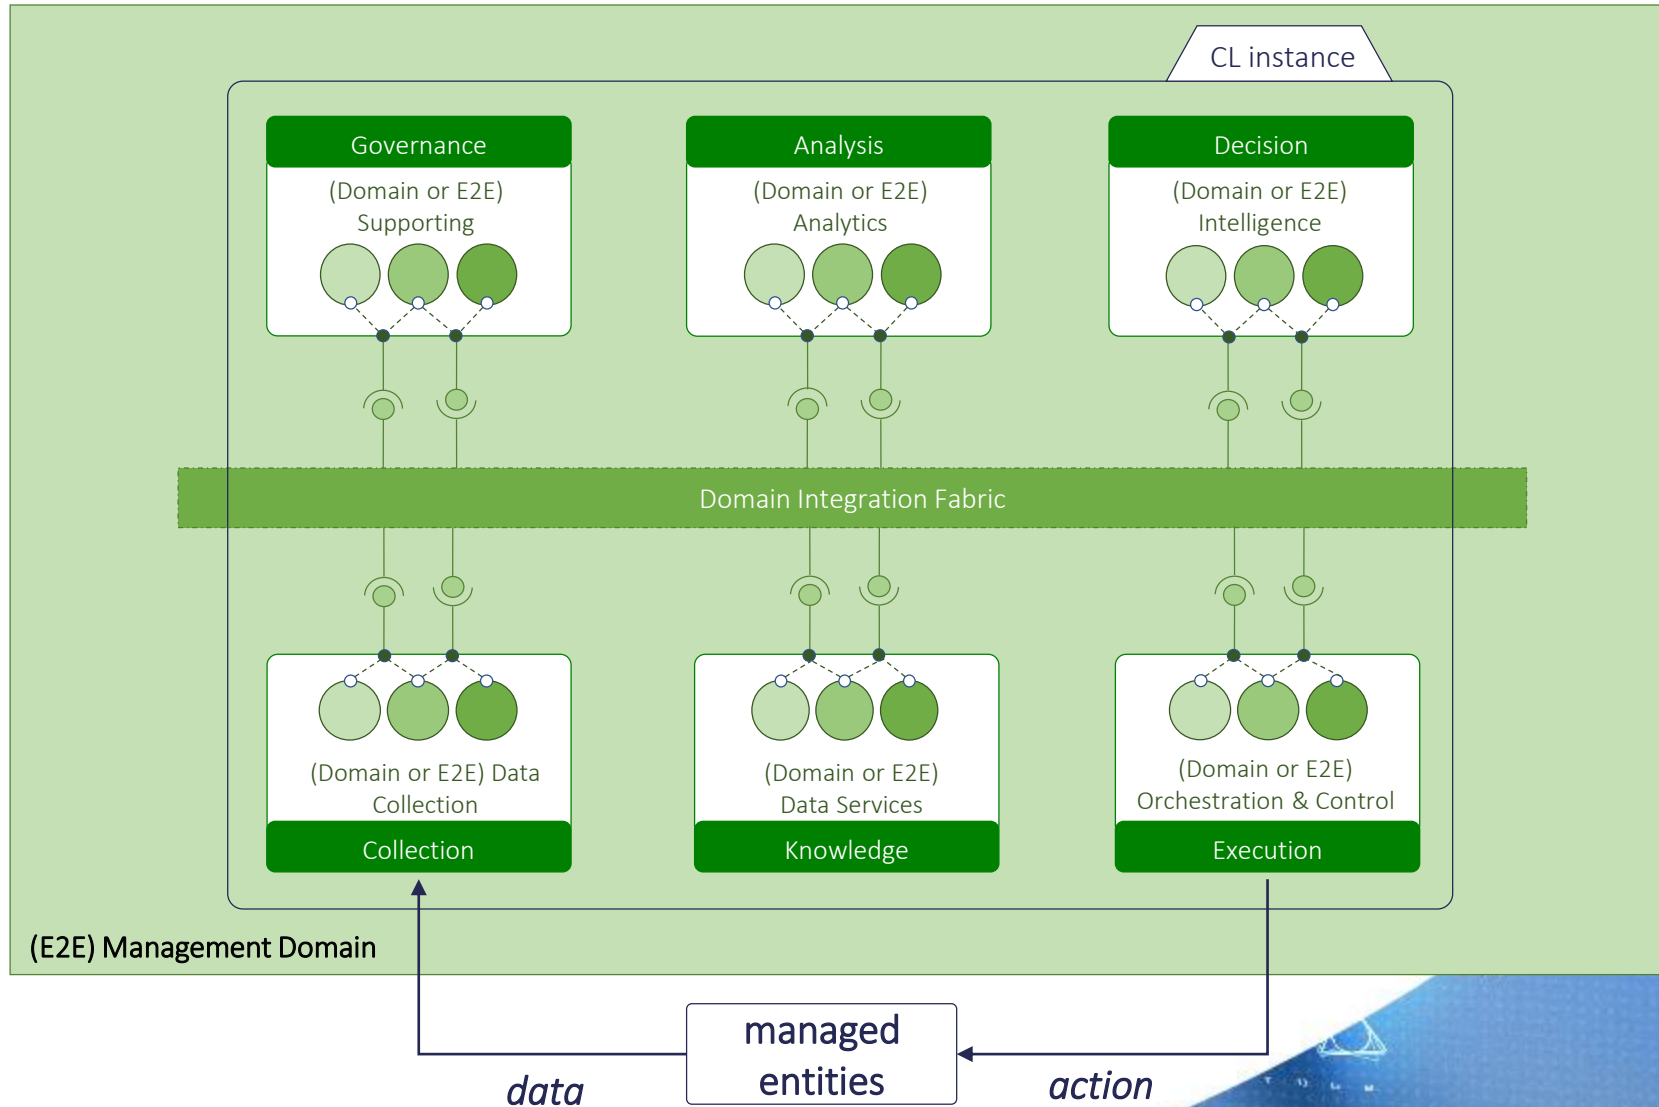 CL instance
Governance
(Domain or E2E)
Supporting
Analysis
(Domain or E2E)
Analytics
Decision
(Domain or E2E)
Intelligence
Domain Integration Fabric
(Domain or E2E) Data
Collection
Collection
(Domain or E2E)
Data Services
Knowledge
(Domain or E2E)
Orchestration & Control
Execution
(E2E) Management Domain
managed
entities
data
action